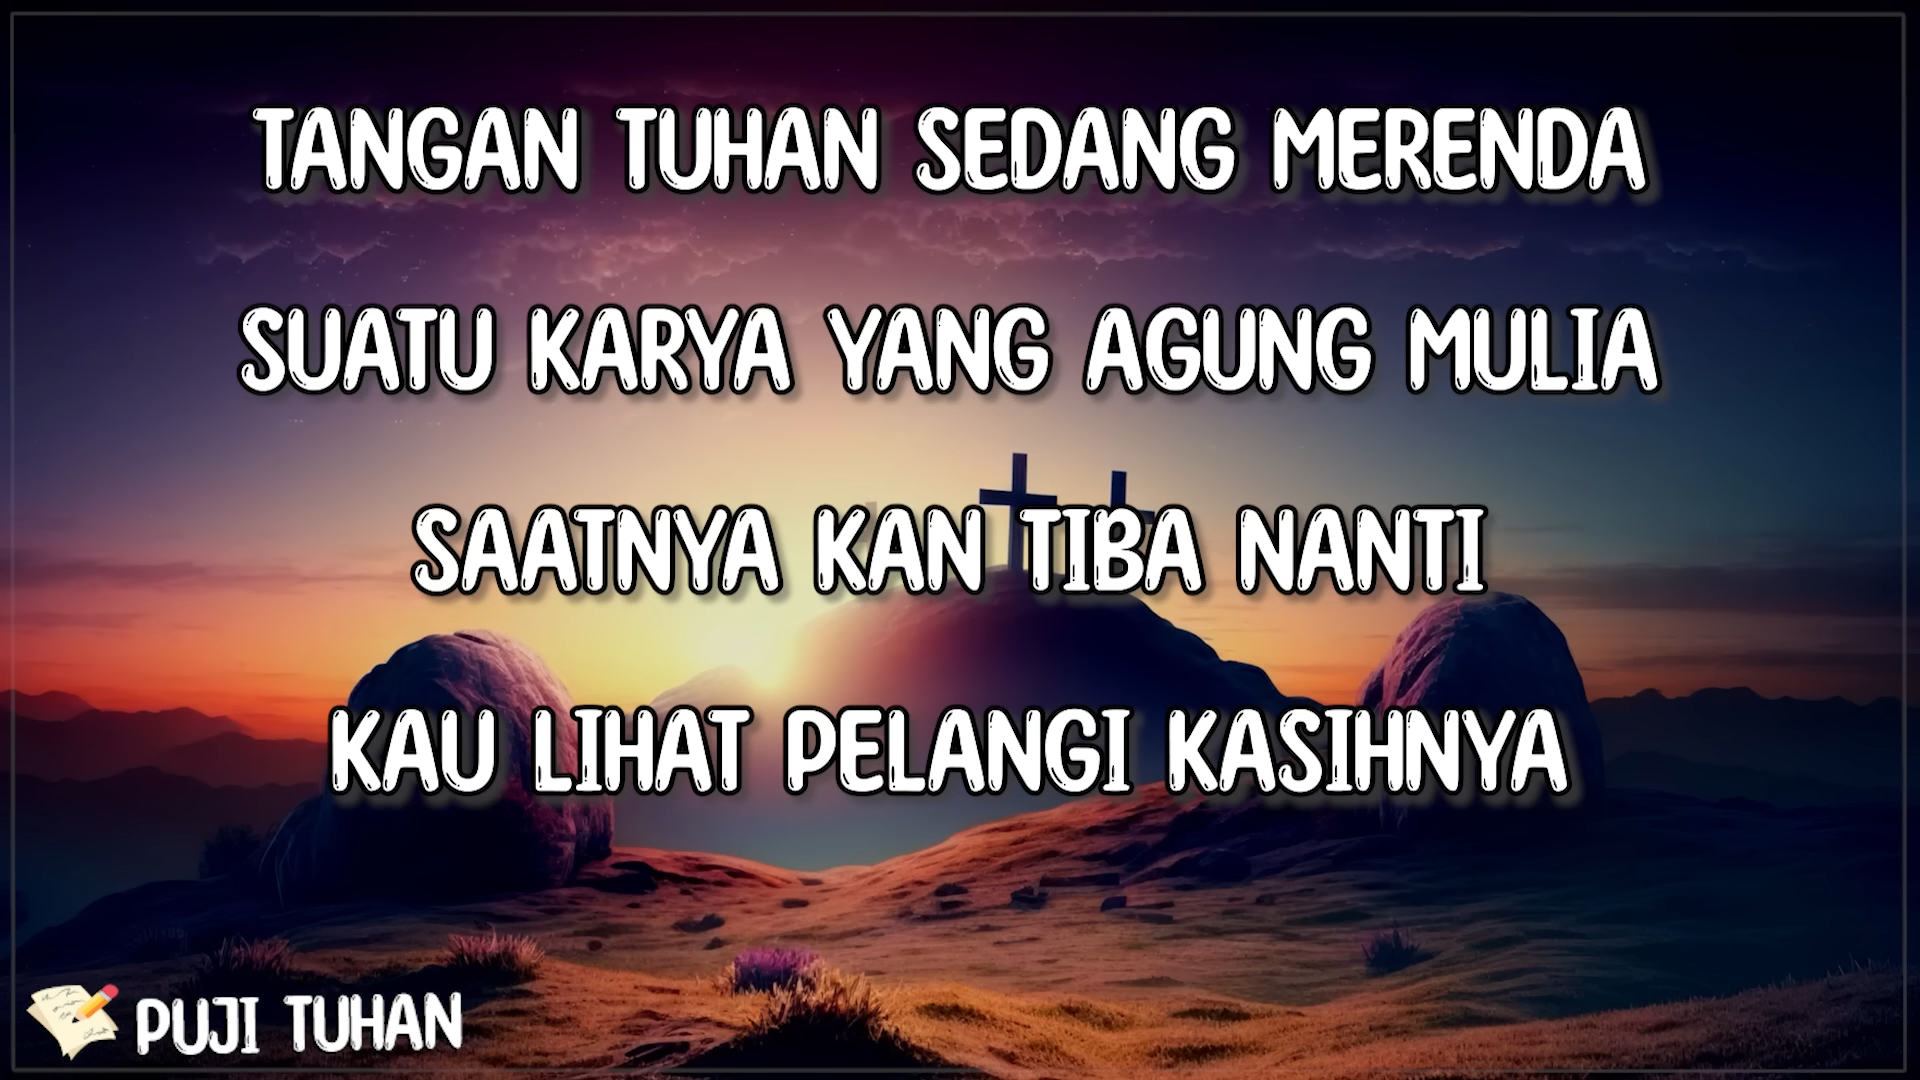 TANGAN TUHAN SEDANG MERENDA
SUATU KARYA YANG AGUNG MULIA
SAATNYA KAN TIBA NANTI
KAU LIHAT PELANGI KASIHNYA
PUJI TUHAN